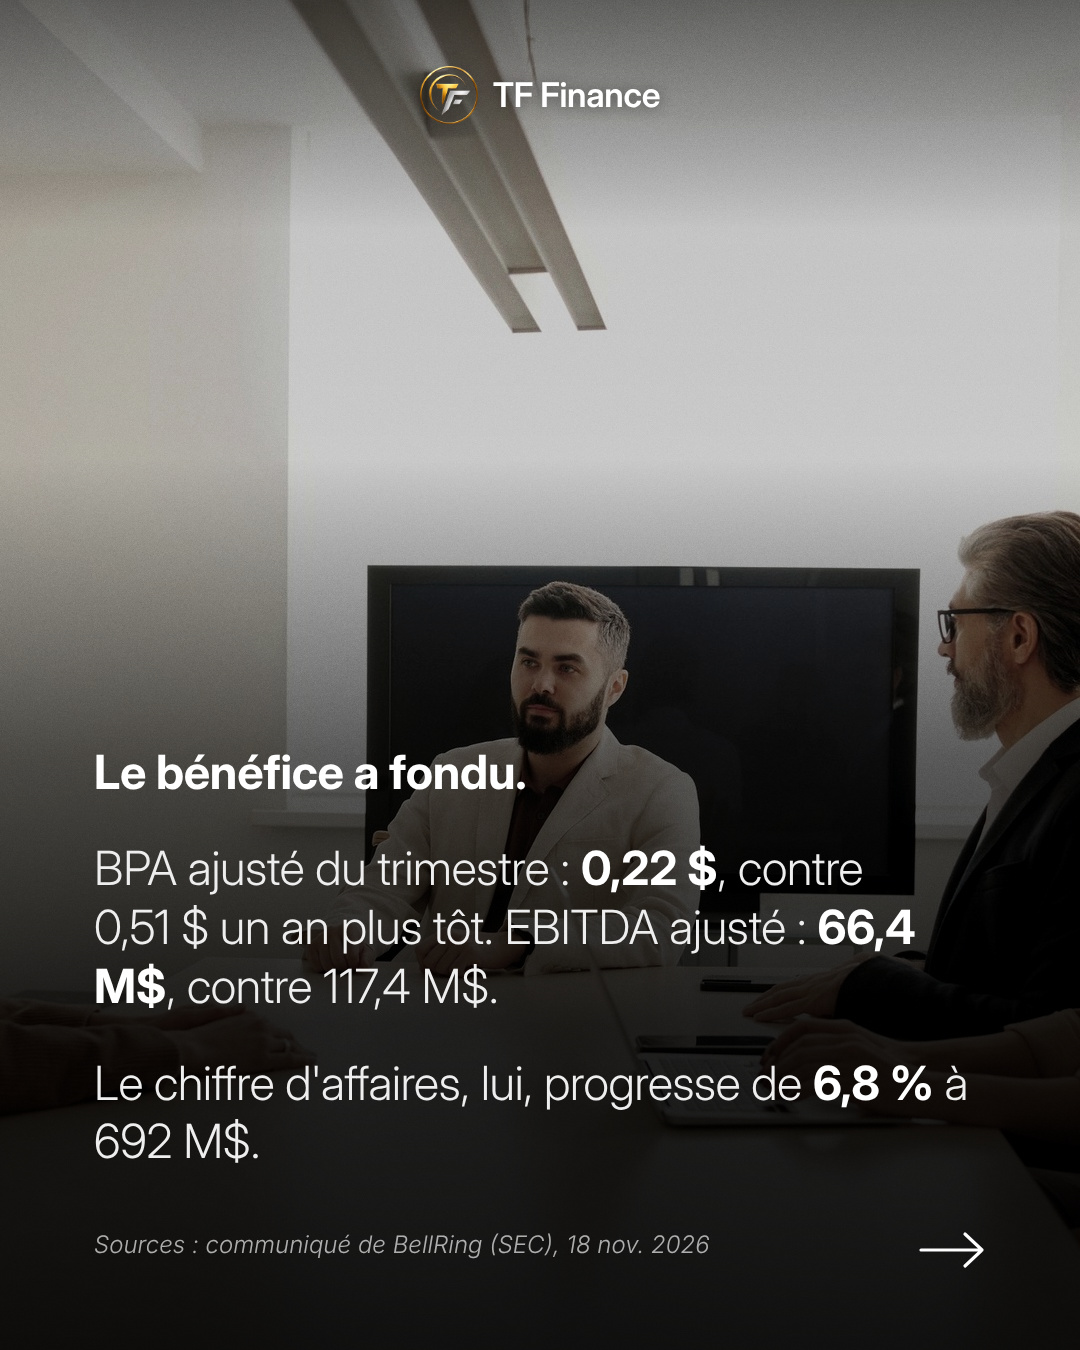 TF Finance
Le bénéfice a fondu.
BPA ajusté du trimestre : 0,22 $, contre
0,51 $ un an plus tôt. EBITDA ajusté : 66,4
M$, contre 117,4 M$.
Le chiffre d'affaires, lui, progresse de 6,8 % à
692 M$.
Sources : communiqué de BellRing (SEC), 18 nov. 2026